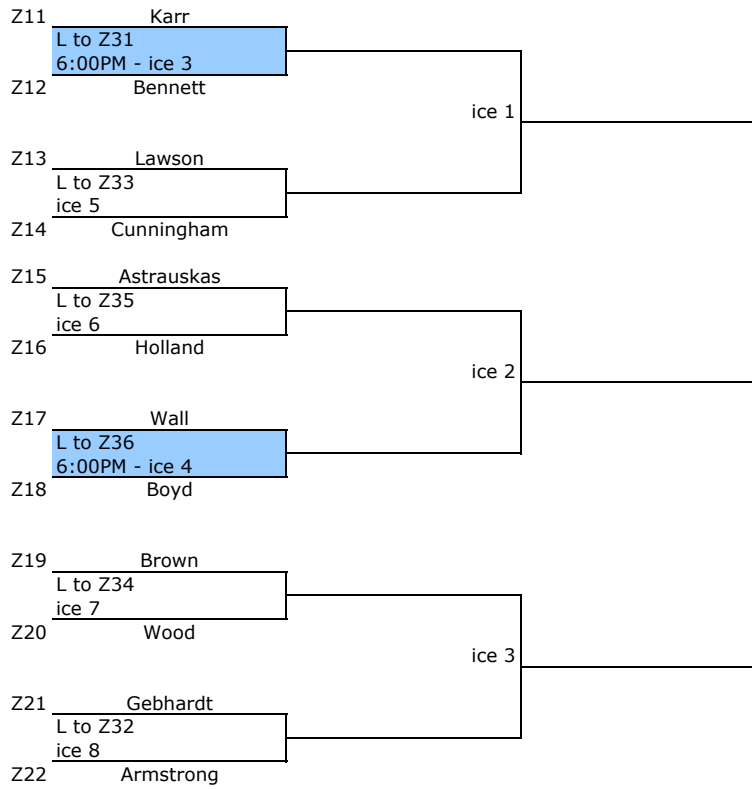 Z11 Karr
L to Z31
6:00PM - ice 3
Z12 Bennett
ice 1
Z13 Lawson
L to Z33
ice 5
Z14 Cunningham
Z15 Astrauskas
L to Z35
ice 6
Z16 Holland
ice 2
Z17 Wall
L to Z36
6:00PM - ice 4
Z18 Boyd
Z19 Brown
L to Z34
ice 7
Z20 Wood
ice 3
Z21 Gebhardt
L to Z32
ice 8
Z22 Armstrong